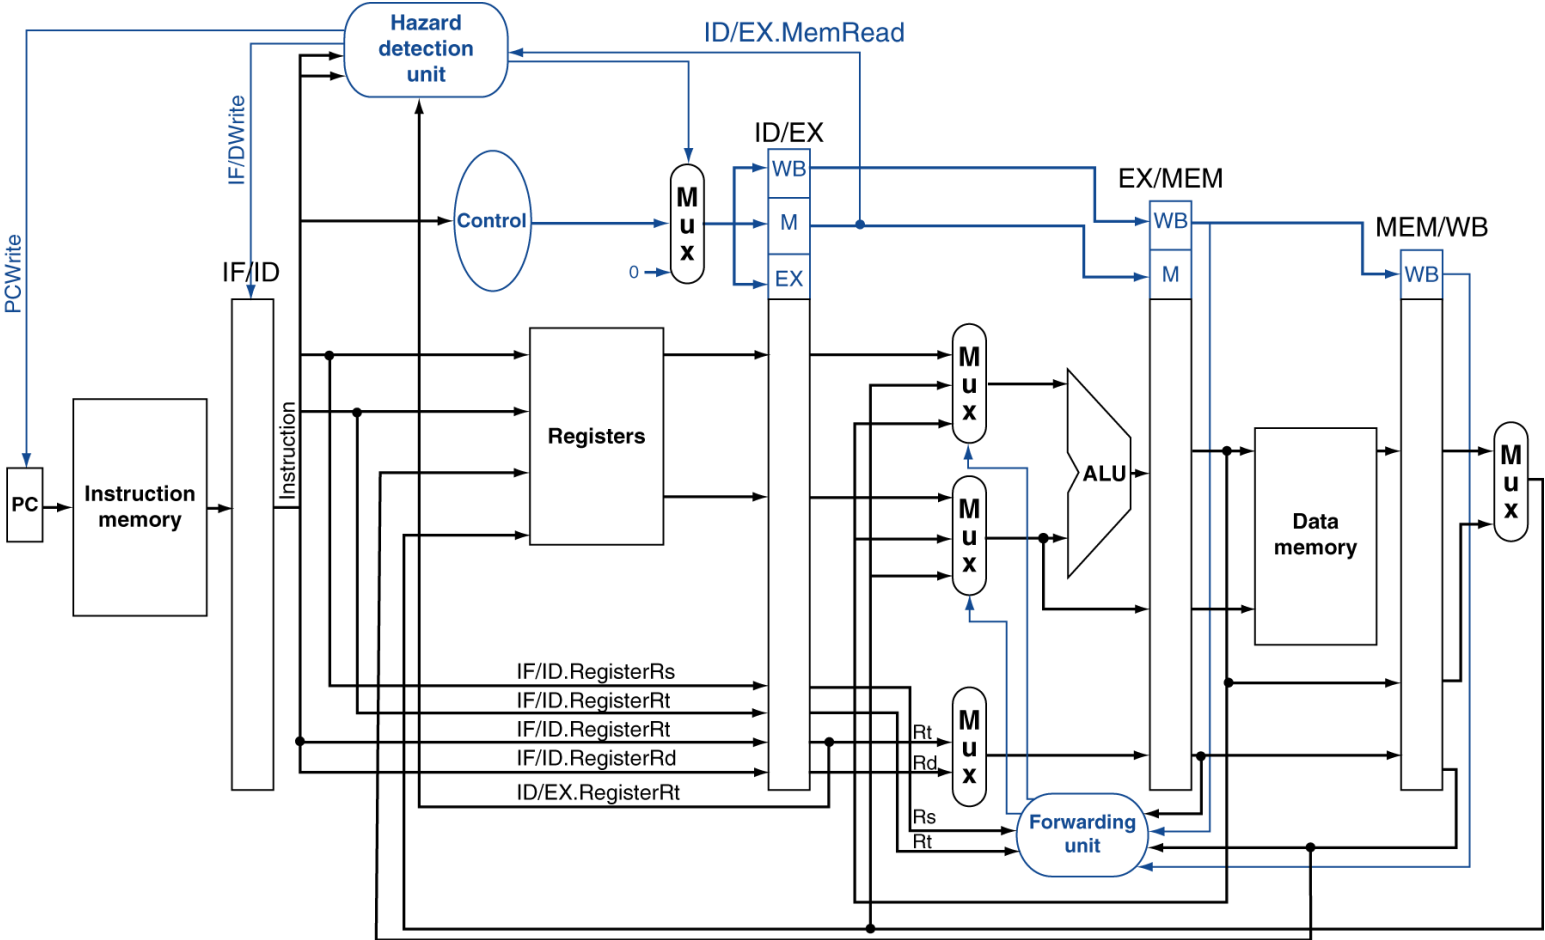 Hazard
detection
unit
ID/EX.MemRead
IF/DWrite
PCWrite
ID/EX
WB
M
EX
Control
0
M
u
x
EX/MEM
WB
M
MEM/WB
WB
IF/ID
Instruction
PC
Instruction
memory
Registers
M
u
x
M
u
x
ALU
Data
memory
M
u
x
IF/ID.RegisterRs
IF/ID.RegisterRt
IF/ID.RegisterRt
IF/ID.RegisterRd
ID/EX.RegisterRt
Rt
Rd
M
u
x
Rs
Rt
Forwarding
unit